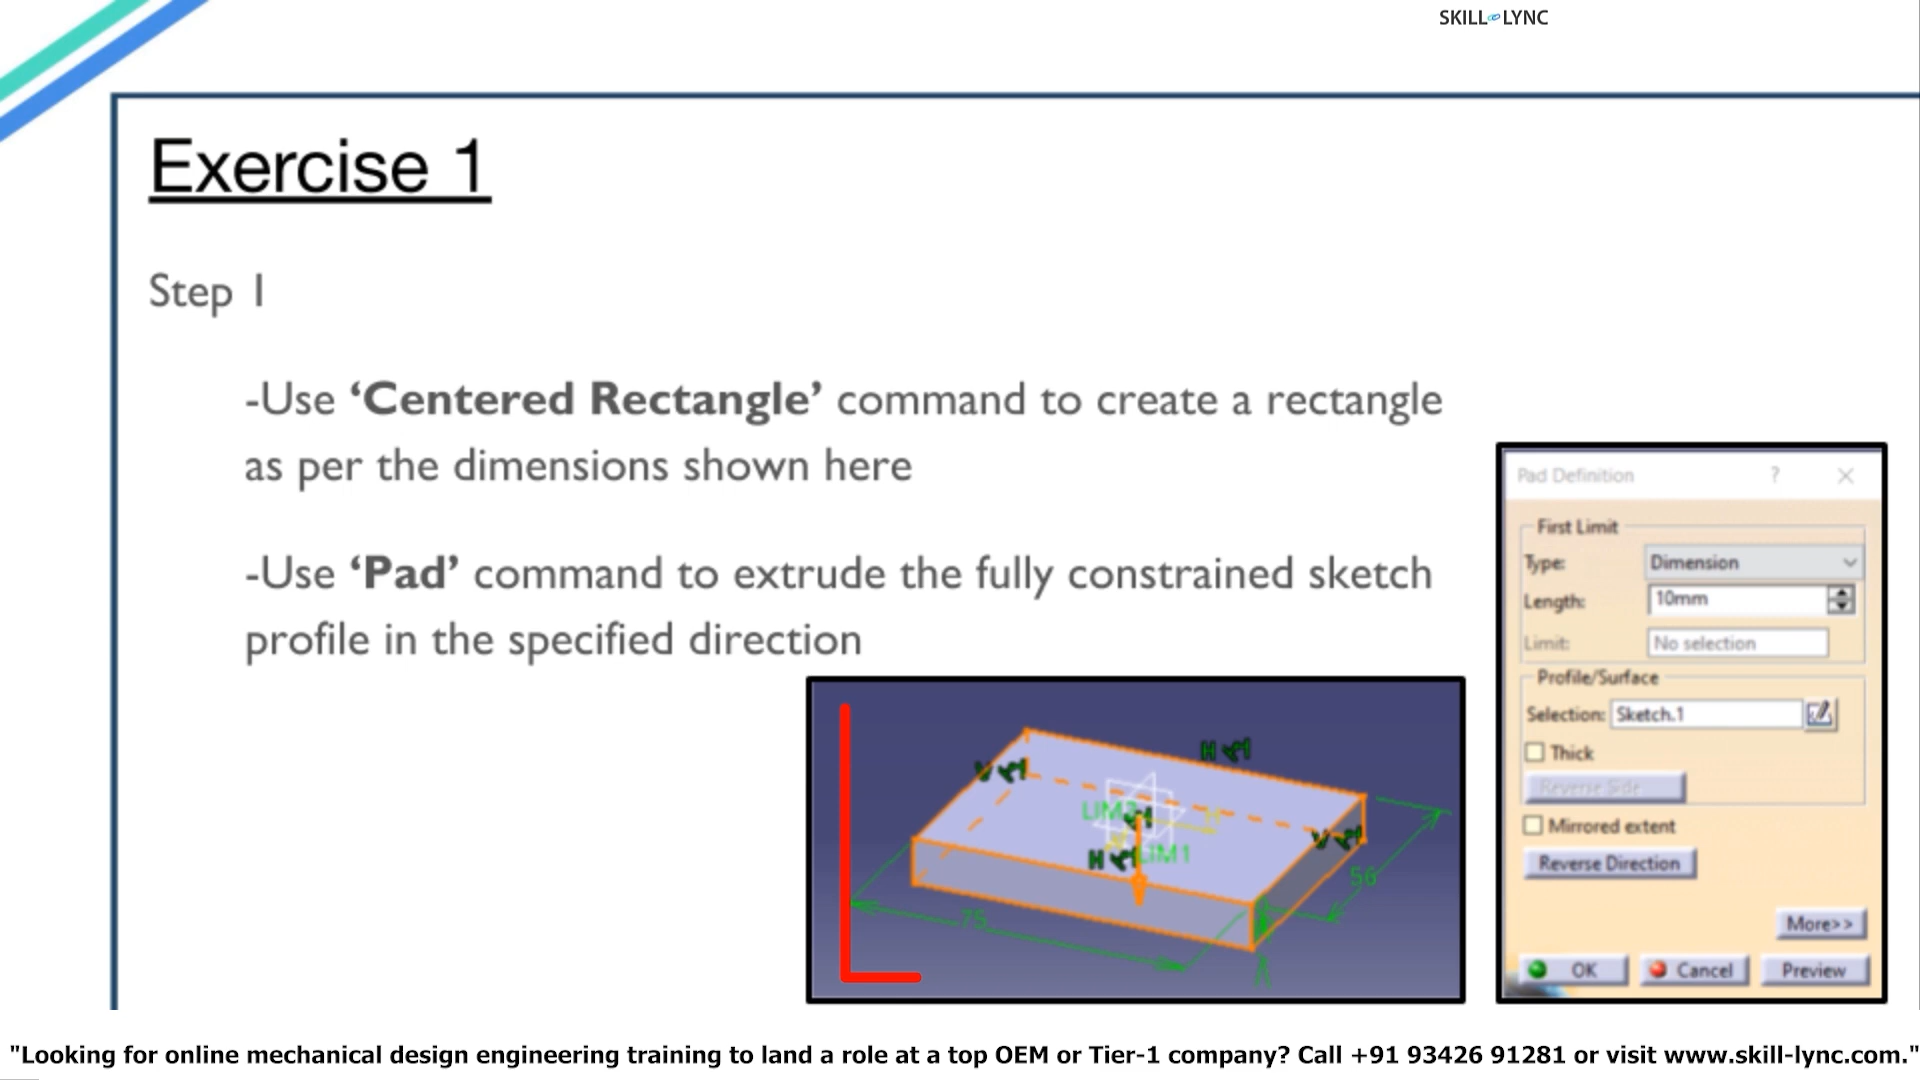 SKILL LYNC
Exercise 1
Step 1
-Use ‘Centered Rectangle’ command to create a rectangle
as per the dimensions shown here
-Use ‘Pad’ command to extrude the fully constrained sketch
profile in the specified direction
Pad Definition ? ×
First Limit
Type: Dimension
Length: 10mm
Limit: No selection
Profile/Surface
Selection: Sketch.1
Thick
Reverse Side
Mirrored extent
Reverse Direction
More>>
OK Cancel Preview
H
V
LIM2
H
V
H LIM1
56
75
"Looking for online mechanical design engineering training to land a role at a top OEM or Tier-1 company? Call +91 93426 91281 or visit www.skill-lync.com."